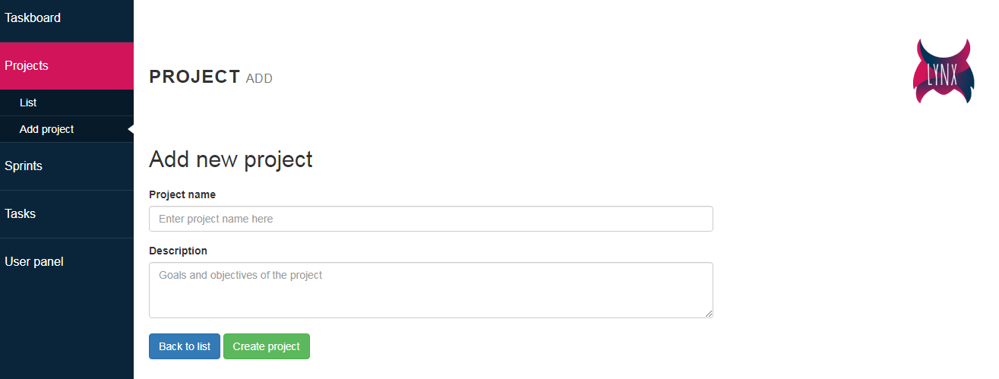 Taskboard
Projects
List
Add project
Sprints
Tasks
User panel
PROJECT ADD
LYNX
Add new project
Project name
Enter project name here
Description
Goals and objectives of the project
Back to list
Create project